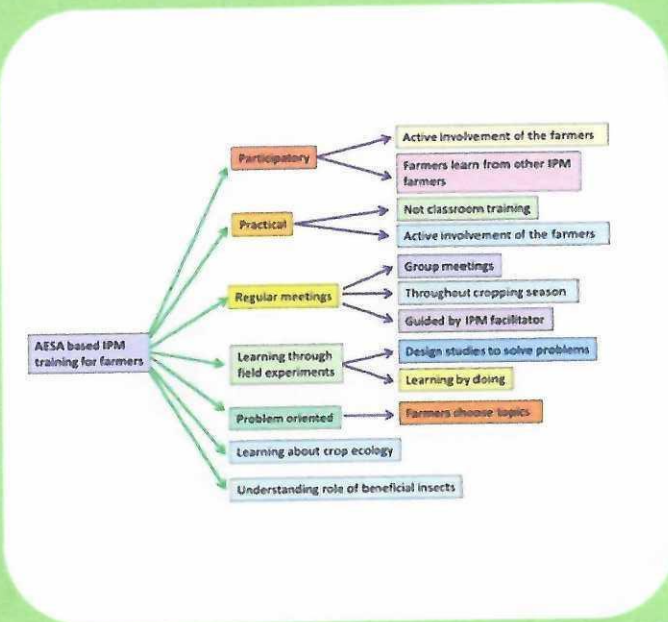 Participatory
Active involvement of the farmers
Farmers learn from other IPM
farmers
Practical
Not classroom training
Active involvement of the farmers
Regular meetings
Group meetings
Throughout cropping season
Guided by IPM facilitator
AESA based IPM
training for farmers
Learning through
field experiments
Design studies to solve problems
Learning by doing
Problem oriented
Farmers choose topics
Learning about crop ecology
Understanding role of beneficial insects